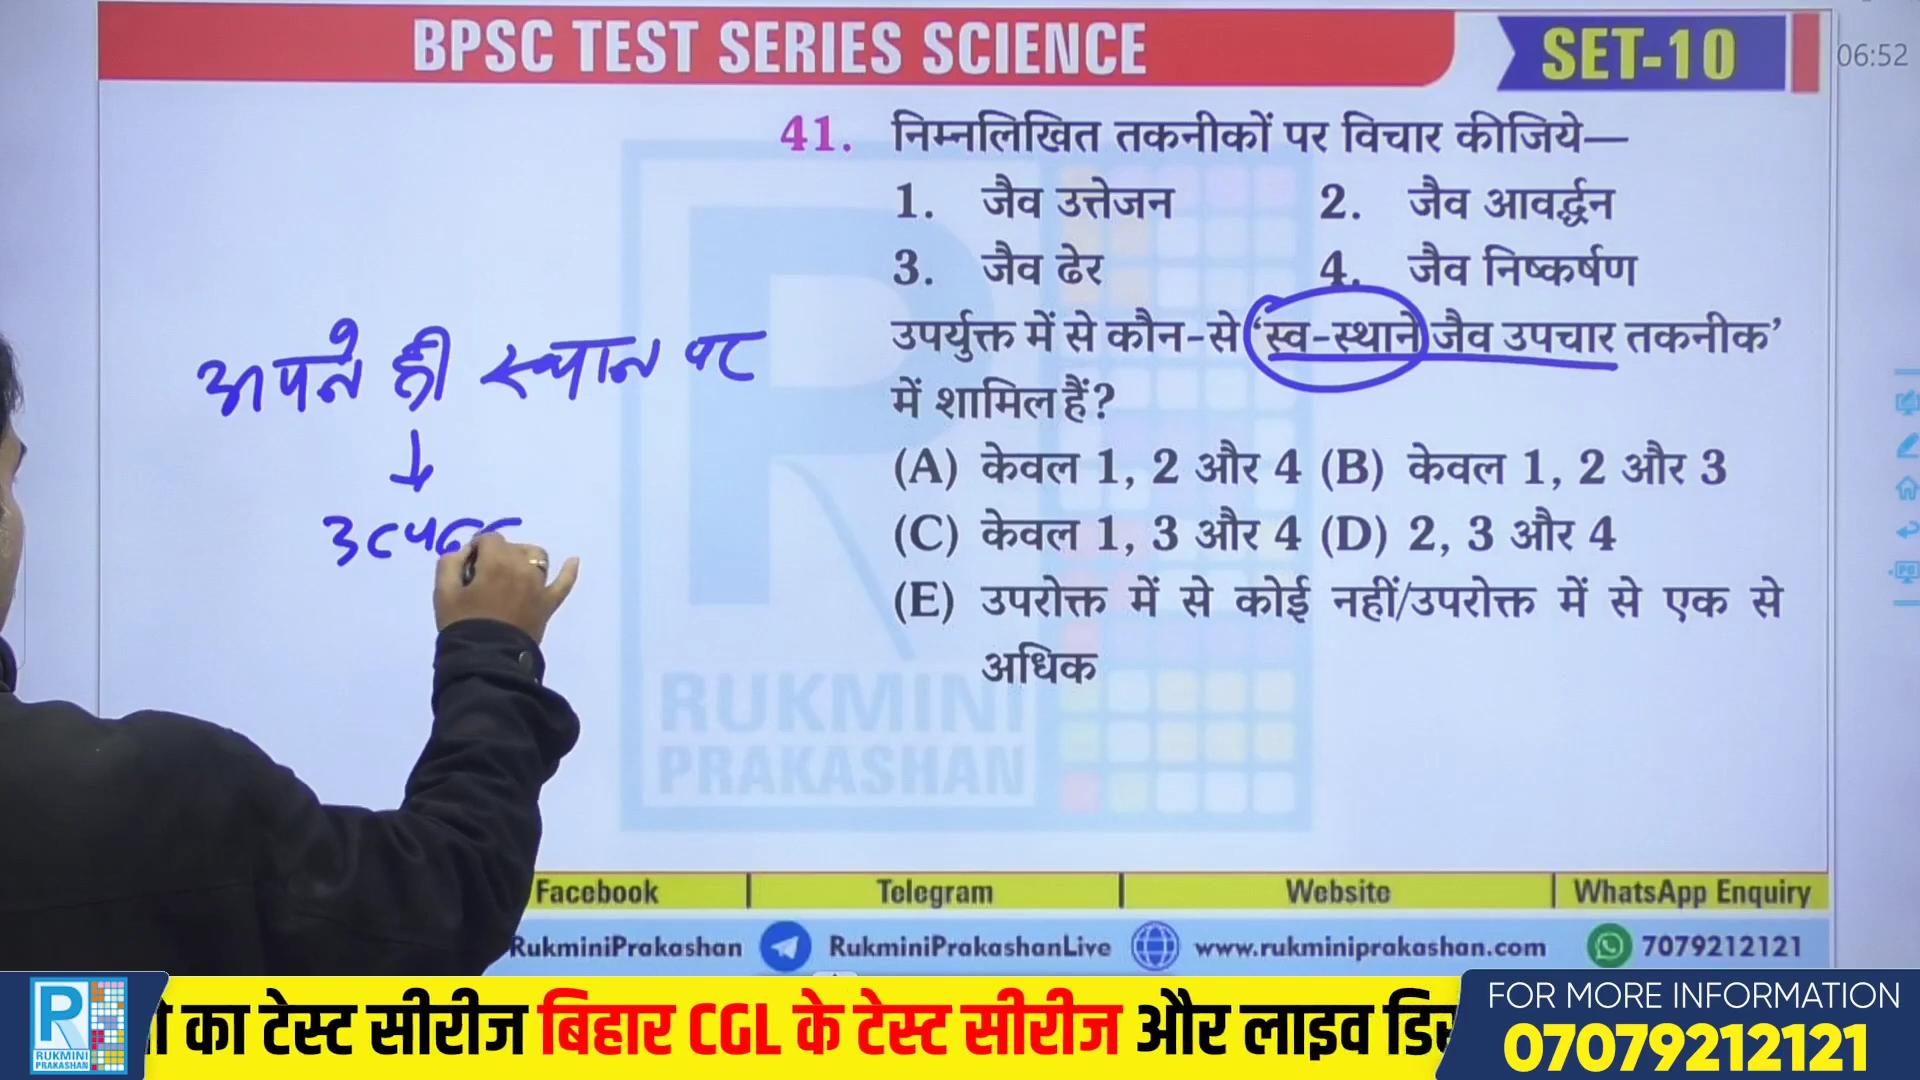 BPSC TEST SERIES SCIENCE
SET-10
06:52
41. निम्नलिखित तकनीकों पर विचार कीजिये—
1. जैव उत्तेजन 2. जैव आवर्द्धन
3. जैव ढेर 4. जैव निष्कर्षण
उपर्युक्त में से कौन-से ‘स्व-स्थाने जैव उपचार तकनीक’
में शामिल हैं?
(A) केवल 1, 2 और 4 (B) केवल 1, 2 और 3
(C) केवल 1, 3 और 4 (D) 2, 3 और 4
(E) उपरोक्त में से कोई नहीं/उपरोक्त में से एक से
अधिक
अपने ही स्थान पर
RUKMINI
PRAKASHAN
Facebook Telegram Website WhatsApp Enquiry
RukminiPrakashan RukminiPrakashanLive www.rukminiprakashan.com 7079212121
R
RUKMINI
PRAKASHAN
का टेस्ट सीरीज बिहार CGL के टेस्ट सीरीज और लाइव
FOR MORE INFORMATION
07079212121